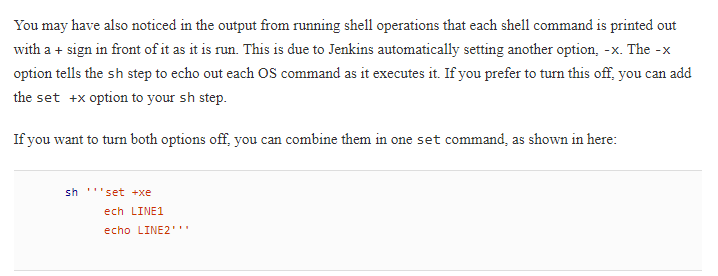 You may have also noticed in the output from running shell operations that each shell command is printed out
with a + sign in front of it as it is run. This is due to Jenkins automatically setting another option, -x. The -x
option tells the sh step to echo out each OS command as it executes it. If you prefer to turn this off, you can add
the set +x option to your sh step.
If you want to turn both options off, you can combine them in one set command, as shown in here:
sh '''set +xe
ech LINE1
echo LINE2'''